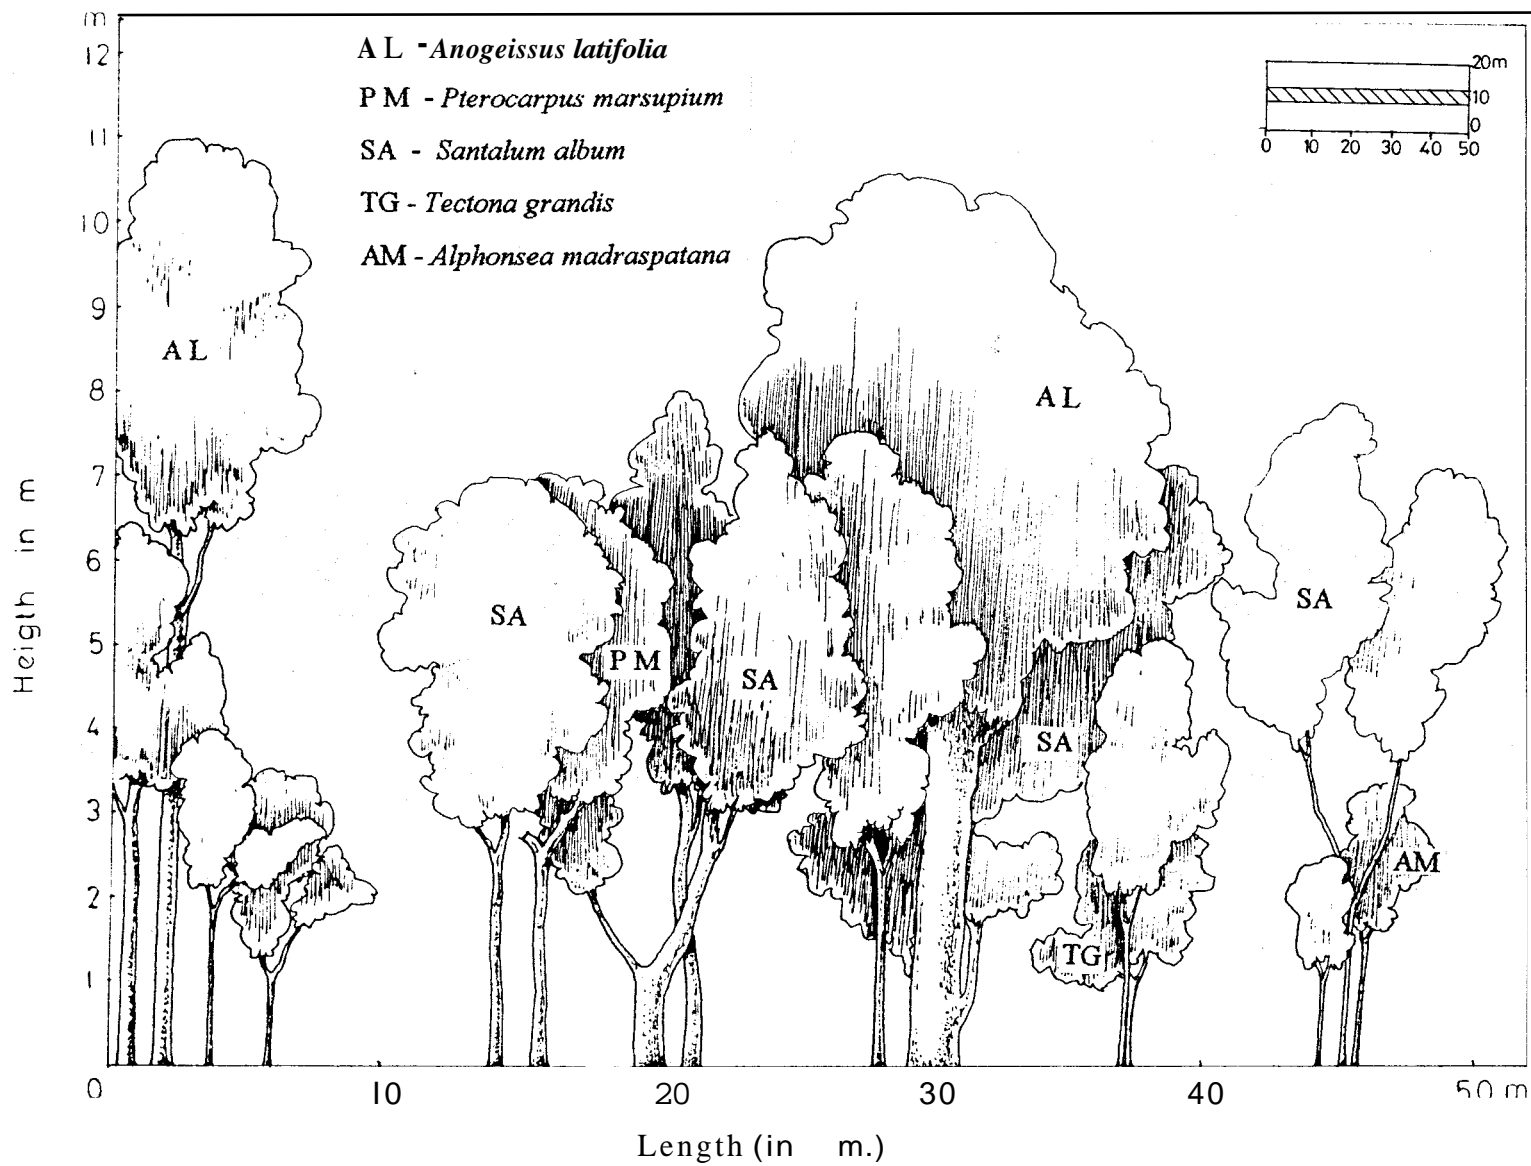 m
12
11
10
9
8
7
6
5
4
3
2
1
0
Heigth in m
AL - Anogeissus latifolia
PM - Pterocarpus marsupium
SA - Santalum album
TG - Tectona grandis
AM - Alphonsea madraspatana
20m
10
0
0 10 20 30 40 50
AL
AL
SA
PM
SA
SA
SA
TG
AM
10 20 30 40 50 m
Length (in m.)